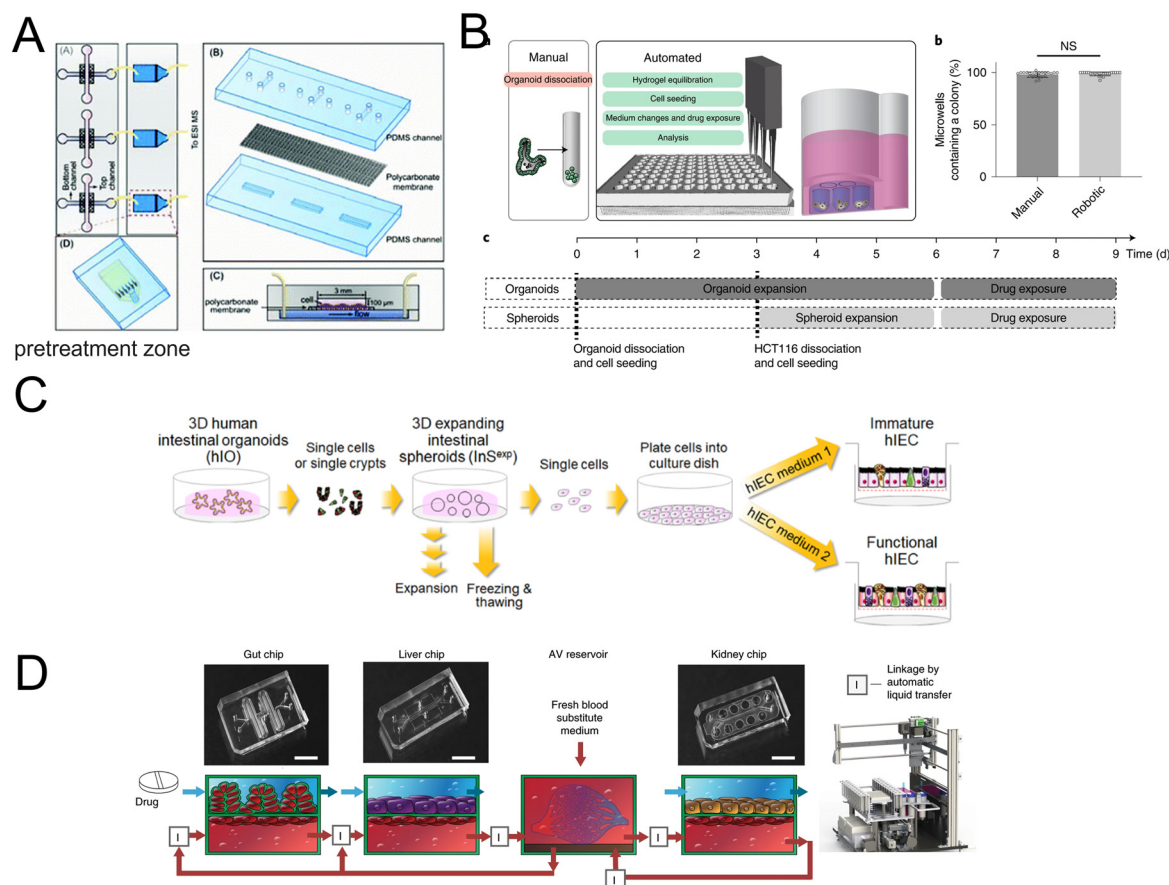 A
(A)
Bottom
channel
Top
channel
To ESI MS
(B)
PDMS channel
Polycarbonate
membrane
PDMS channel
(C)
cell
3 mm
100 μm
polycarbonate
membrane
flow
(D)
pretreatment zone
B
a
Manual
Organoid dissociation
Automated
Hydrogel equilibration
Cell seeding
Medium changes and drug exposure
Analysis
b
NS
Microwells
containing a colony (%)
100
50
0
Manual
Robotic
c
0 1 2 3 4 5 6 7 8 9 Time (d)
Organoids Organoid expansion Drug exposure
Spheroids Spheroid expansion Drug exposure
Organoid dissociation
and cell seeding
HCT116 dissociation
and cell seeding
C
3D human
intestinal organoids
(hIO)
Single cells
or single crypts
3D expanding
intestinal
spheroids (InSexp)
Expansion
Freezing &
thawing
Single cells
Plate cells into
culture dish
hIEC medium 1
hIEC medium 2
Immature
hIEC
Functional
hIEC
D
Gut chip
Liver chip
AV reservoir
Kidney chip
Fresh blood
substitute
medium
I
Linkage by
automatic
liquid transfer
Drug
I
I
I
I
I